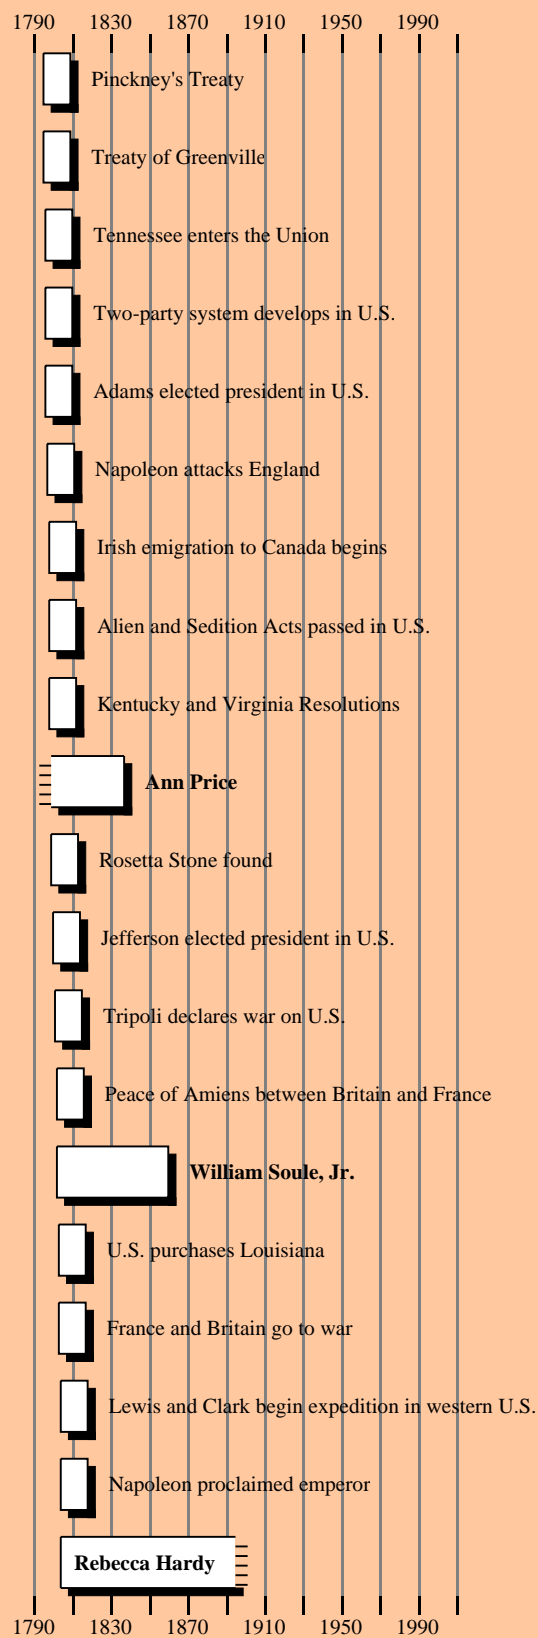 1790 1830 1870 1910 1950 1990
Pinckney's Treaty
Treaty of Greenville
Tennessee enters the Union
Two-party system develops in U.S.
Adams elected president in U.S.
Napoleon attacks England
Irish emigration to Canada begins
Alien and Sedition Acts passed in U.S.
Kentucky and Virginia Resolutions
Ann Price
Rosetta Stone found
Jefferson elected president in U.S.
Tripoli declares war on U.S.
Peace of Amiens between Britain and France
William Soule, Jr.
U.S. purchases Louisiana
France and Britain go to war
Lewis and Clark begin expedition in western U.S.
Napoleon proclaimed emperor
Rebecca Hardy
1790 1830 1870 1910 1950 1990